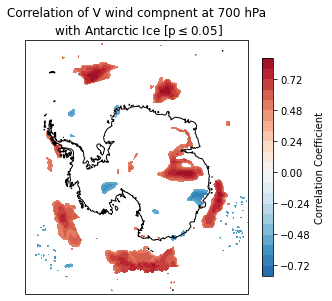 Correlation of V wind compnent at 700 hPa
with Antarctic Ice [p ≤ 0.05]
0.72
0.48
0.24
0.00
−0.24
−0.48
−0.72
Correlation Coefficient